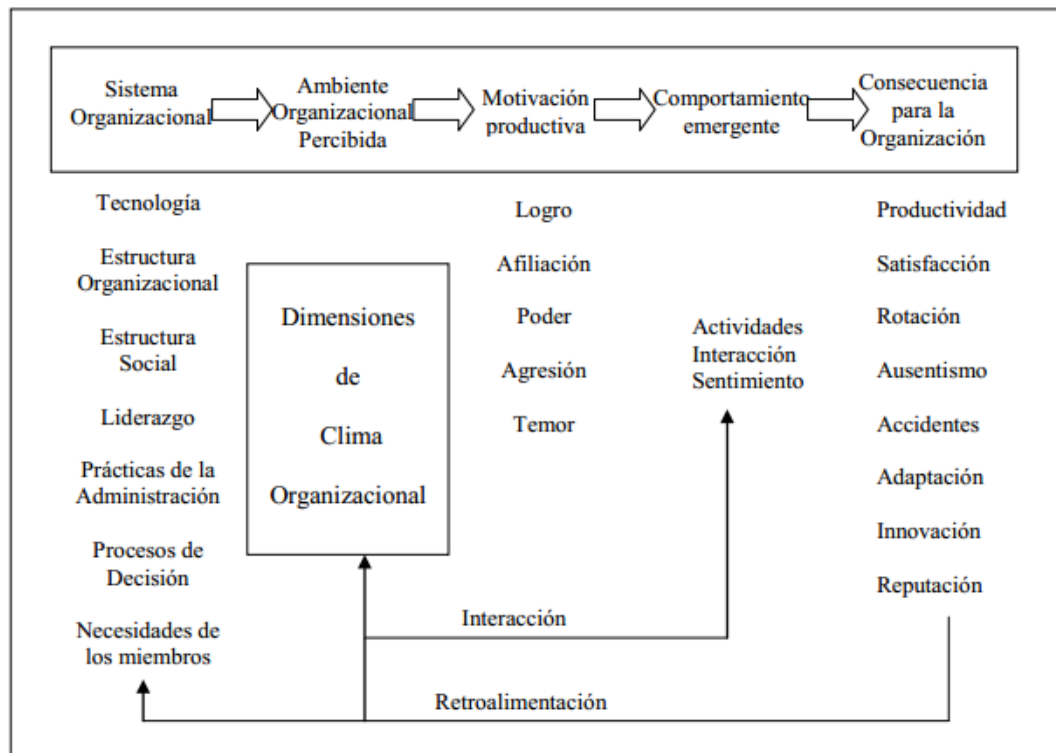 Sistema
Organizacional
Ambiente
Organizacional
Percibida
Motivación
productiva
Comportamiento
emergente
Consecuencia
para la
Organización
Tecnología
Estructura
Organizacional
Estructura
Social
Liderazgo
Prácticas de la
Administración
Procesos de
Decisión
Necesidades de
los miembros
Dimensiones
de
Clima
Organizacional
Logro
Afiliación
Poder
Agresión
Temor
Actividades
Interacción
Sentimiento
Productividad
Satisfacción
Rotación
Ausentismo
Accidentes
Adaptación
Innovación
Reputación
Interacción
Retroalimentación